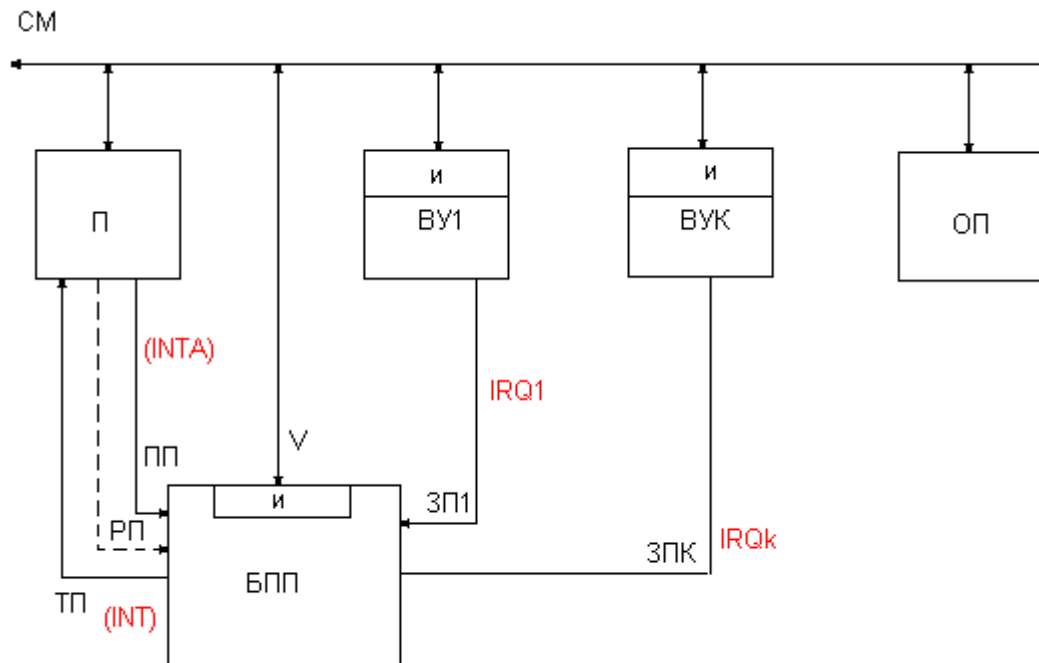 СМ
П
и
ВУ1
и
ВУК
ОП
(INTA)
IRQ1
ПП
V
РП
и
ЗП1
ЗПК
IRQk
ТП
(INT)
БПП